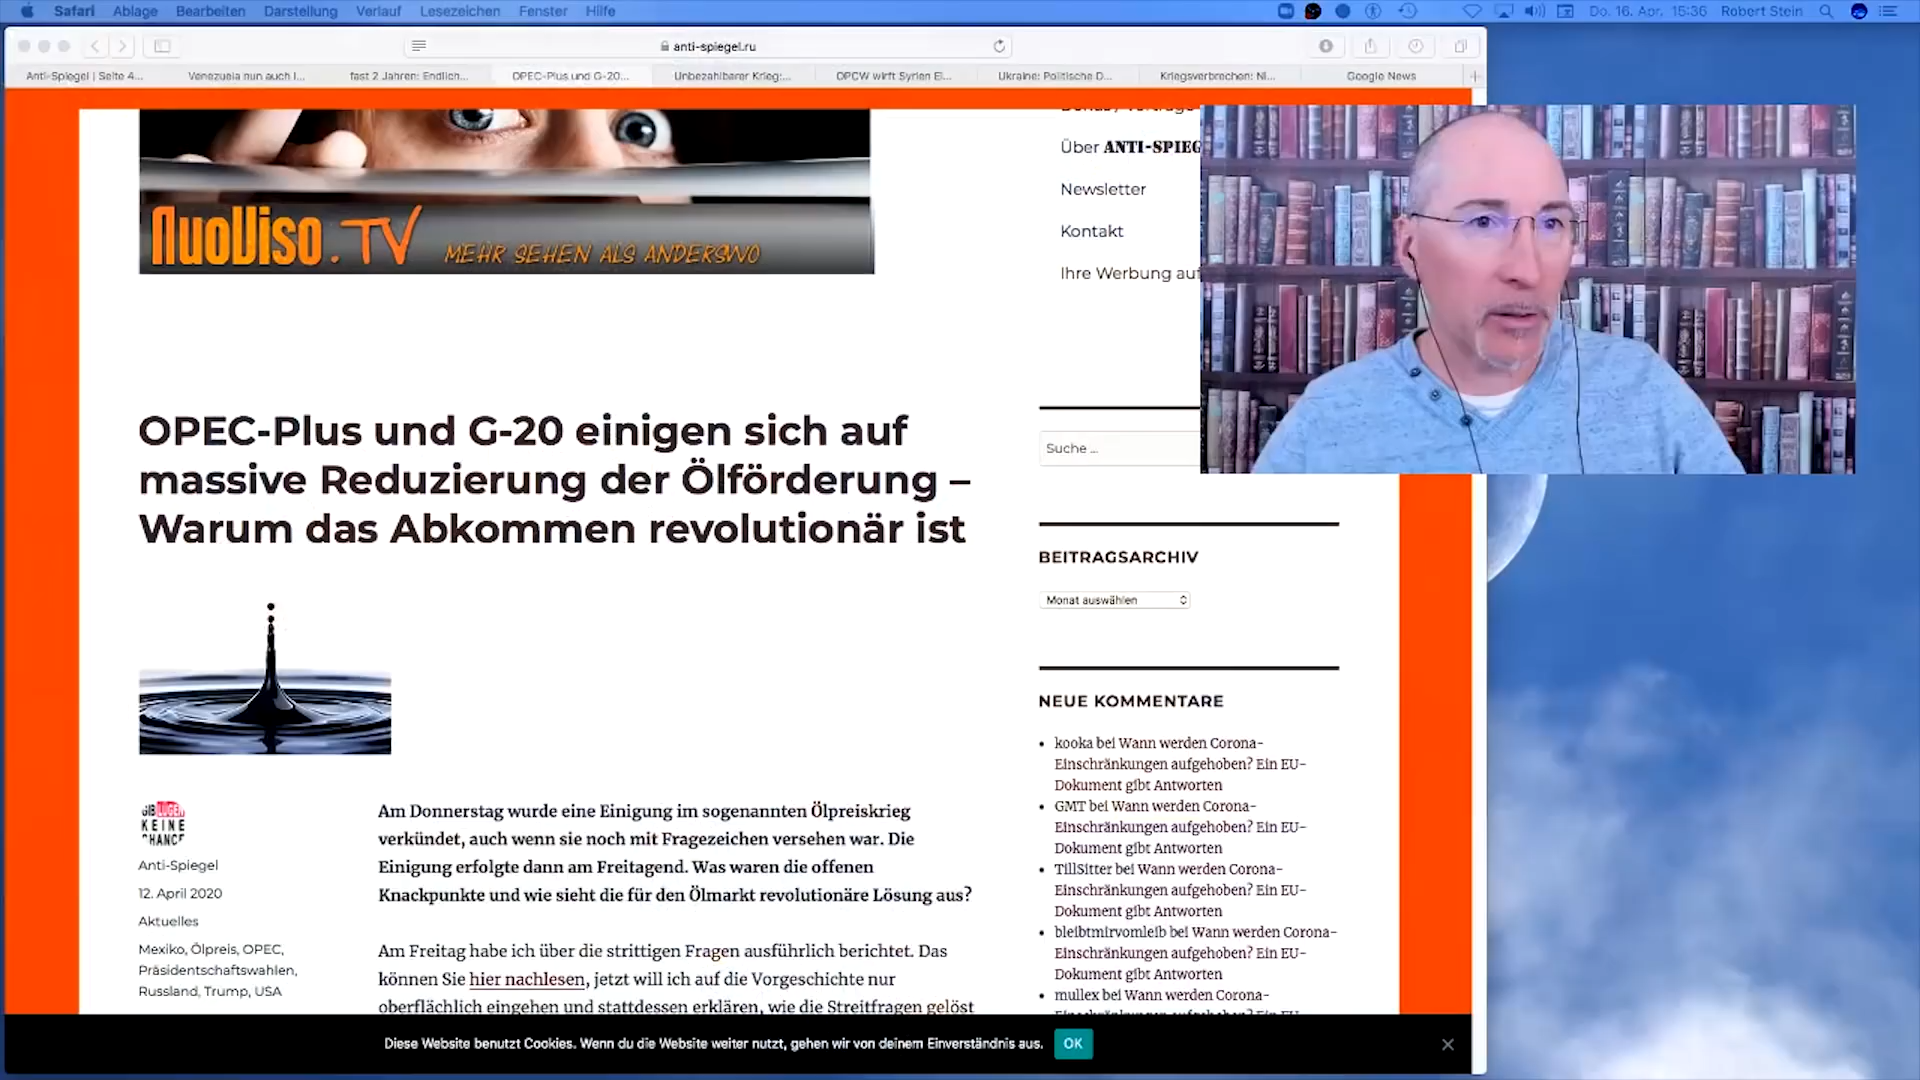 Safari Ablage Bearbeiten Darstellung Verlauf Lesezeichen Fenster Hilfe
Do. 16. Apr. 15:36 Robert Stein
anti-spiegel.ru
Anti-Spiegel | Seite 4...
Venezuela nun auch i...
fast 2 Jahren: Endlich...
OPEC-Plus und G-20...
Unbezahlbarer Krieg:...
OPCW wirft Syrien Ei...
Ukraine: Politische D...
Kriegsverbrechen: Ni...
Google News
NuoViso.TV MEHR SEHEN ALS ANDERSWO
Über ANTI-SPIEG
Newsletter
Kontakt
Ihre Werbung auf
Suche ...
OPEC-Plus und G-20 einigen sich auf
massive Reduzierung der Ölförderung –
Warum das Abkommen revolutionär ist
BEITRAGSARCHIV
Monat auswählen
NEUE KOMMENTARE
kooka bei Wann werden Corona-
Einschränkungen aufgehoben? Ein EU-
Dokument gibt Antworten
GMT bei Wann werden Corona-
Einschränkungen aufgehoben? Ein EU-
Dokument gibt Antworten
TillSitter bei Wann werden Corona-
Einschränkungen aufgehoben? Ein EU-
Dokument gibt Antworten
bleibtmirvomleib bei Wann werden Corona-
Einschränkungen aufgehoben? Ein EU-
Dokument gibt Antworten
mullex bei Wann werden Corona-
GIB LÜGEN
KEINE
CHANCE
Anti-Spiegel
12. April 2020
Aktuelles
Mexiko, Ölpreis, OPEC,
Präsidentschaftswahlen,
Russland, Trump, USA
Am Donnerstag wurde eine Einigung im sogenannten Ölpreiskrieg
verkündet, auch wenn sie noch mit Fragezeichen versehen war. Die
Einigung erfolgte dann am Freitagend. Was waren die offenen
Knackpunkte und wie sieht die für den Ölmarkt revolutionäre Lösung aus?
Am Freitag habe ich über die strittigen Fragen ausführlich berichtet. Das
können Sie hier nachlesen, jetzt will ich auf die Vorgeschichte nur
oberflächlich eingehen und stattdessen erklären, wie die Streitfragen gelöst
Diese Website benutzt Cookies. Wenn du die Website weiter nutzt, gehen wir von deinem Einverständnis aus. OK